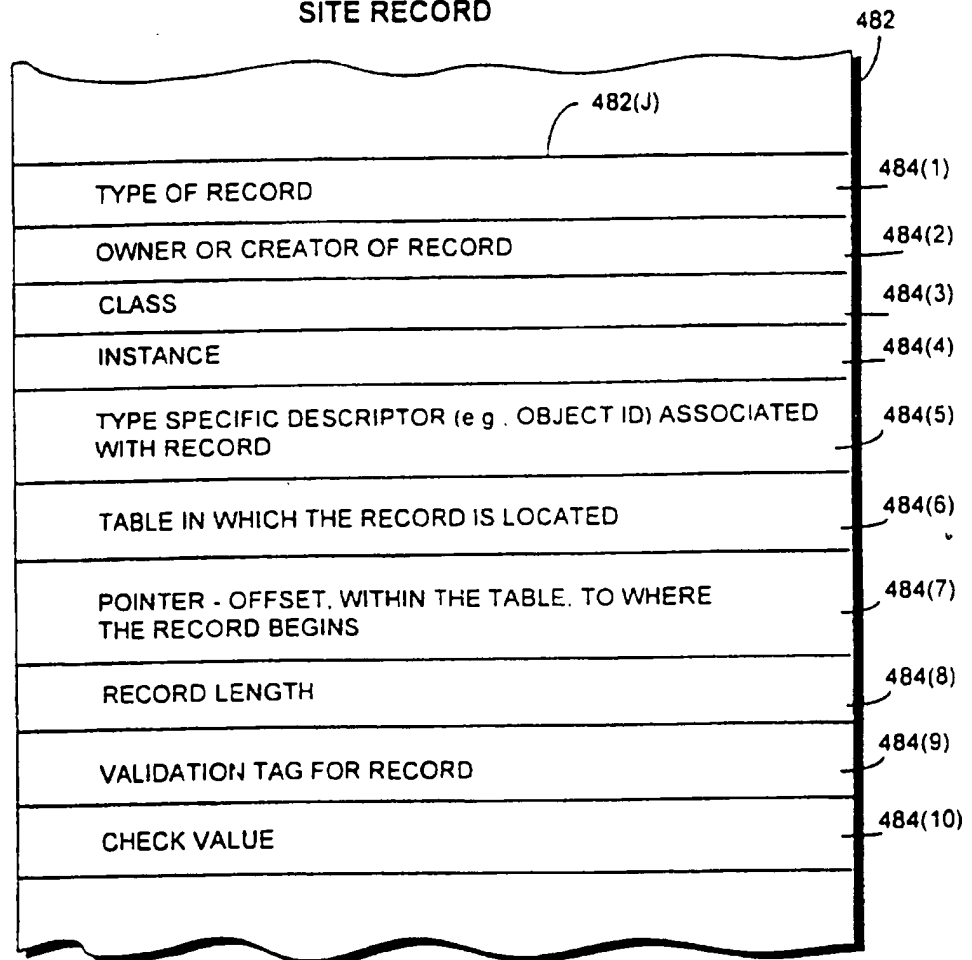 SITE RECORD
482
482(J)
TYPE OF RECORD
484(1)
OWNER OR CREATOR OF RECORD
484(2)
CLASS
484(3)
INSTANCE
484(4)
TYPE SPECIFIC DESCRIPTOR (e g . OBJECT ID) ASSOCIATED
WITH RECORD
484(5)
TABLE IN WHICH THE RECORD IS LOCATED
484(6)
POINTER - OFFSET, WITHIN THE TABLE. TO WHERE
THE RECORD BEGINS
484(7)
RECORD LENGTH
484(8)
VALIDATION TAG FOR RECORD
484(9)
CHECK VALUE
484(10)